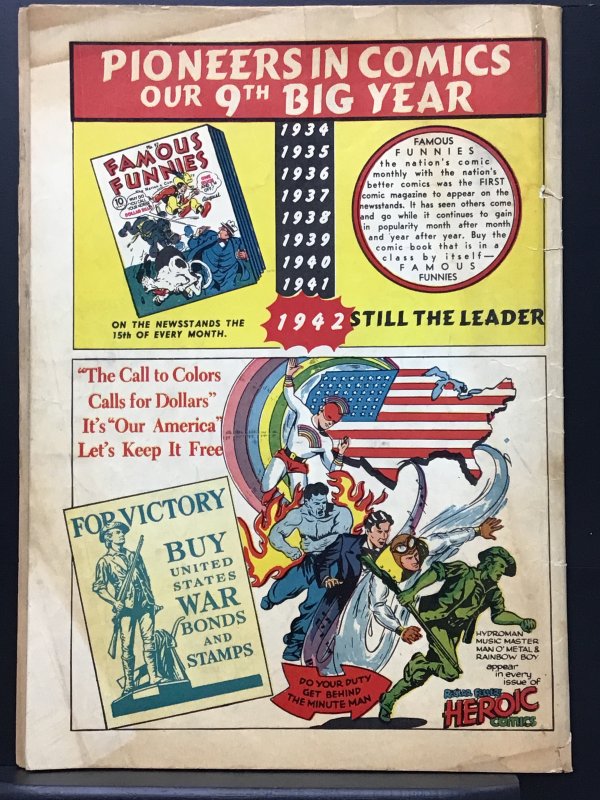 PIONEERS IN COMICS
OUR 9TH BIG YEAR
FAMOUS
FUNNIES
10¢
ON THE NEWSSTANDS THE
15th OF EVERY MONTH.
1934
1935
1936
1937
1938
1939
1940
1941
1942 STILL THE LEADER
FAMOUS
FUNNIES
the nation's comic
monthly with the nation's
better comics was the FIRST
comic magazine to appear on the
newsstands. It has seen others come
and go while it continues to gain
in popularity month after month
and year after year. Buy the
comic book that is in a
class by itself—
FAMOUS
FUNNIES
"The Call to Colors
Calls for Dollars"
It's "Our America"
Let's Keep It Free
FOR VICTORY
BUY
UNITED
STATES
WAR
BONDS
AND
STAMPS
DO YOUR DUTY
GET BEHIND
THE MINUTE MAN
HYDROMAN
MUSIC MASTER
MAN O' METAL &
RAINBOW BOY
appear
in every
issue of
HEROIC
COMICS